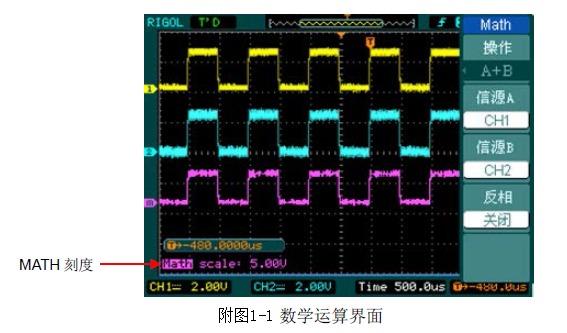 RIGOL T'D
Math
操作
A+B
信源A
CH1
信源B
CH2
反相
关闭
T
1
2
m
T→-480.0000us
MATH 刻度
Math scale: 5.00V
CH1 2.00V CH2 2.00V Time 500.0us T→-480.0us
附图1-1 数学运算界面